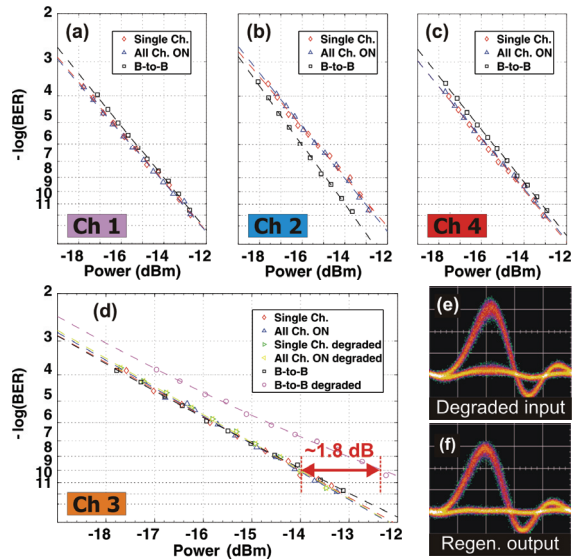 (a)
Single Ch.
All Ch. ON
B-to-B
Ch 1
2
3
4
5
6
7
8
9
10
11
-log(BER)
-18 -16 -14 -12
Power (dBm)
(b)
Single Ch.
All Ch. ON
B-to-B
Ch 2
-18 -16 -14 -12
Power (dBm)
(c)
Single Ch.
All Ch. ON
B-to-B
Ch 4
-18 -16 -14 -12
Power (dBm)
(d)
Single Ch.
All Ch. ON
Single Ch. degraded
All Ch. ON degraded
B-to-B
B-to-B degraded
~1.8 dB
Ch 3
2
3
4
5
6
7
8
9
10
11
-log(BER)
-18 -17 -16 -15 -14 -13 -12
Power (dBm)
(e)
Degraded input
(f)
Regen. output